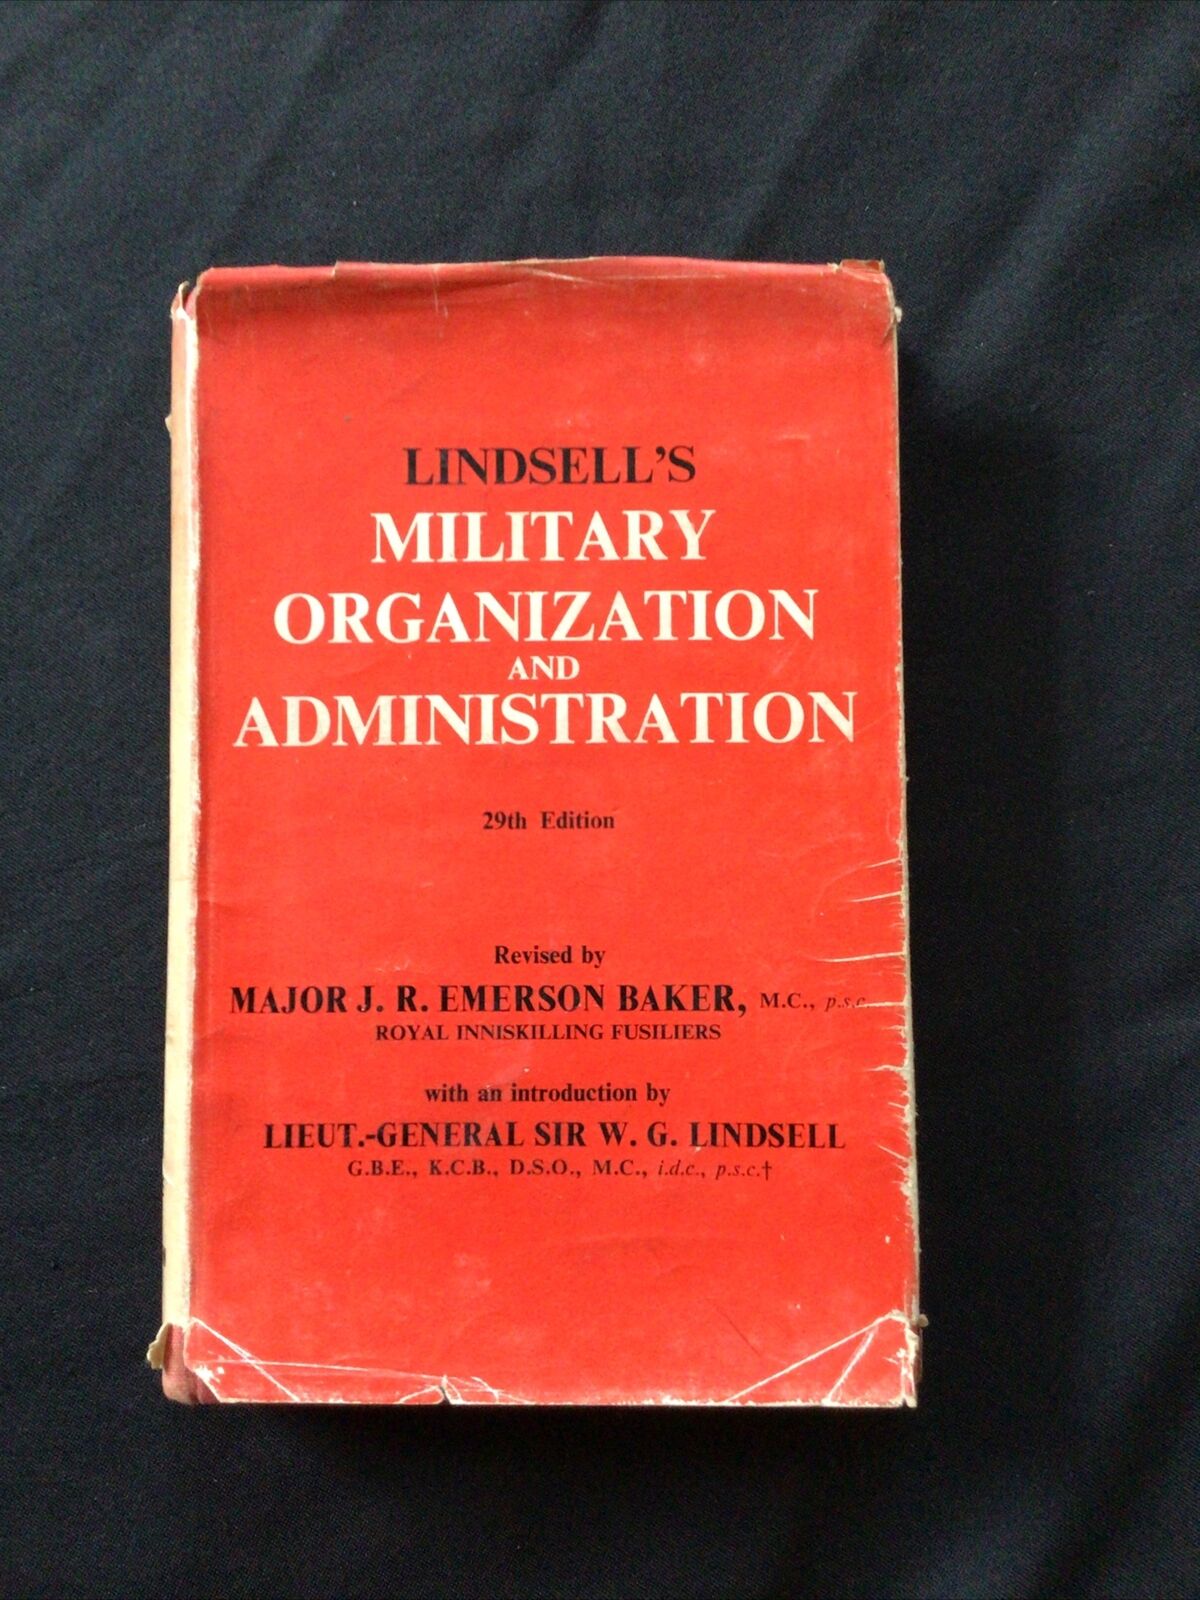 LINDSELL'S
MILITARY
ORGANIZATION
AND
ADMINISTRATION
29th Edition
Revised by
MAJOR J. R. EMERSON BAKER, M.C., p.s.c.
ROYAL INNISKILLING FUSILIERS
with an introduction by
LIEUT.-GENERAL SIR W. G. LINDSELL
G.B.E., K.C.B., D.S.O., M.C., i.d.c., p.s.c.†